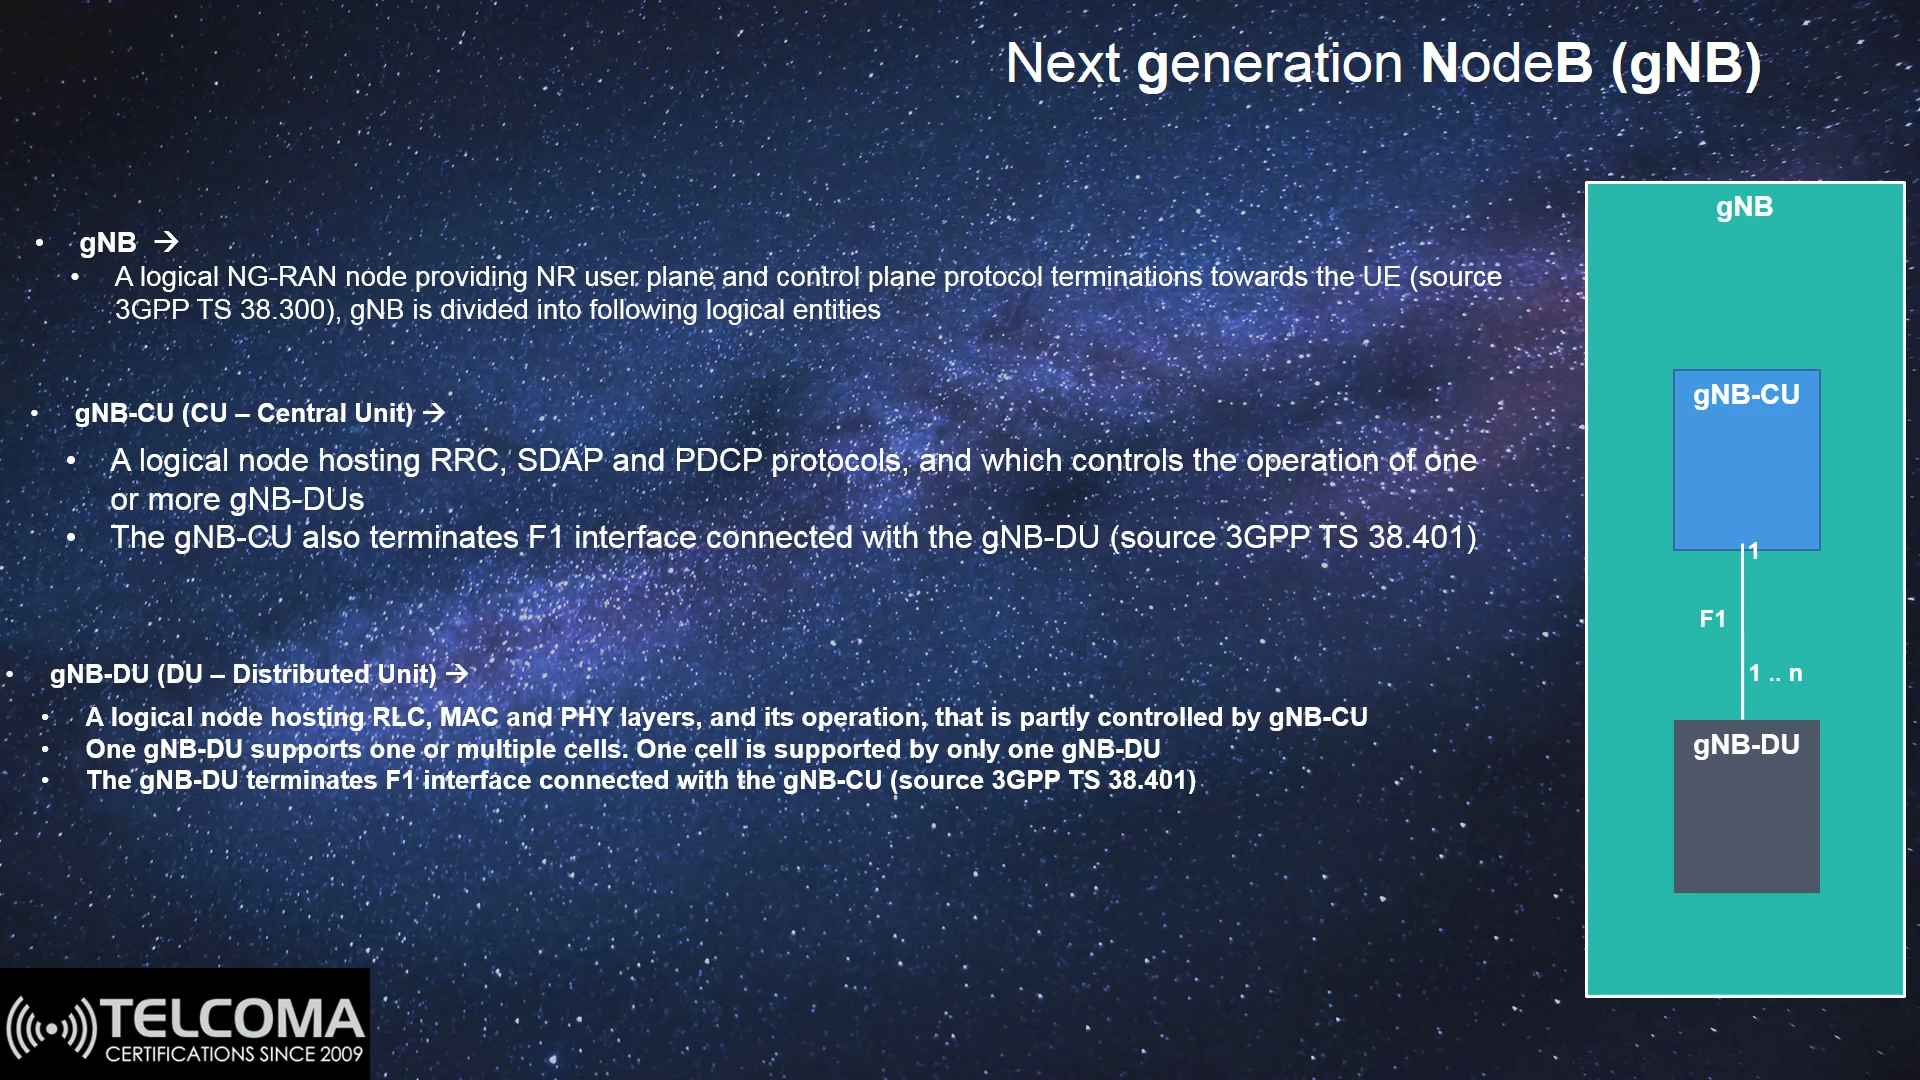 Next generation NodeB (gNB)
• gNB →
• A logical NG-RAN node providing NR user plane and control plane protocol terminations towards the UE (source
3GPP TS 38.300), gNB is divided into following logical entities
• gNB-CU (CU – Central Unit) →
• A logical node hosting RRC, SDAP and PDCP protocols, and which controls the operation of one
or more gNB-DUs
• The gNB-CU also terminates F1 interface connected with the gNB-DU (source 3GPP TS 38.401)
• gNB-DU (DU – Distributed Unit) →
• A logical node hosting RLC, MAC and PHY layers, and its operation, that is partly controlled by gNB-CU
• One gNB-DU supports one or multiple cells. One cell is supported by only one gNB-DU
• The gNB-DU terminates F1 interface connected with the gNB-CU (source 3GPP TS 38.401)
gNB
gNB-CU
1
F1
1 .. n
gNB-DU
TELCOMA
CERTIFICATIONS SINCE 2009